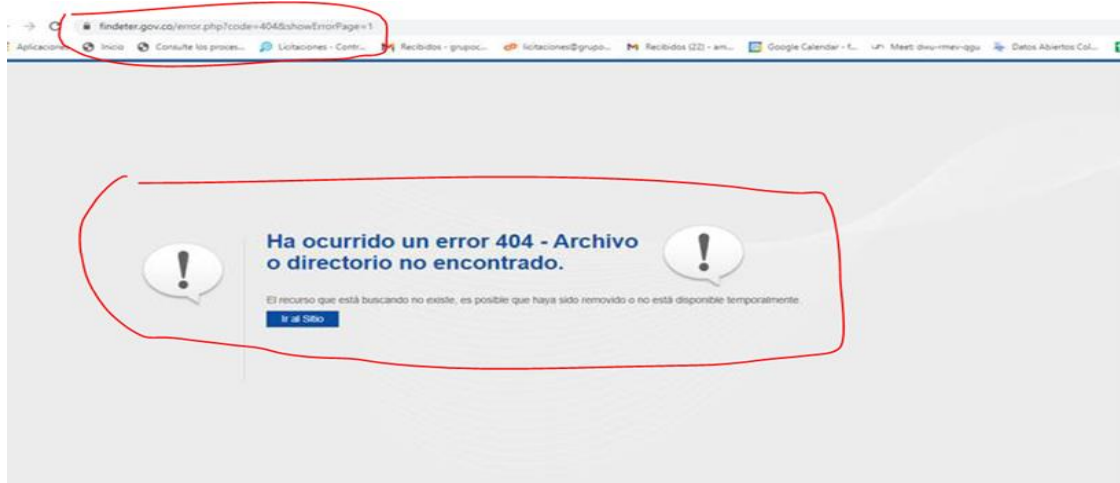 findeter.gov.co/error.php?code=404&showErrorPage=1
Aplicaciones Inicio Consulte los proces... Licitaciones - Contr... Recibidos - grupoc... licitaciones@grupo... Recibidos (22) - am... Google Calendar - f... Meet: dwu-rmev-qgu Datos Abiertos Col...
Ha ocurrido un error 404 - Archivo
o directorio no encontrado.
El recurso que está buscando no existe, es posible que haya sido removido o no está disponible temporalmente.
Ir al Sitio